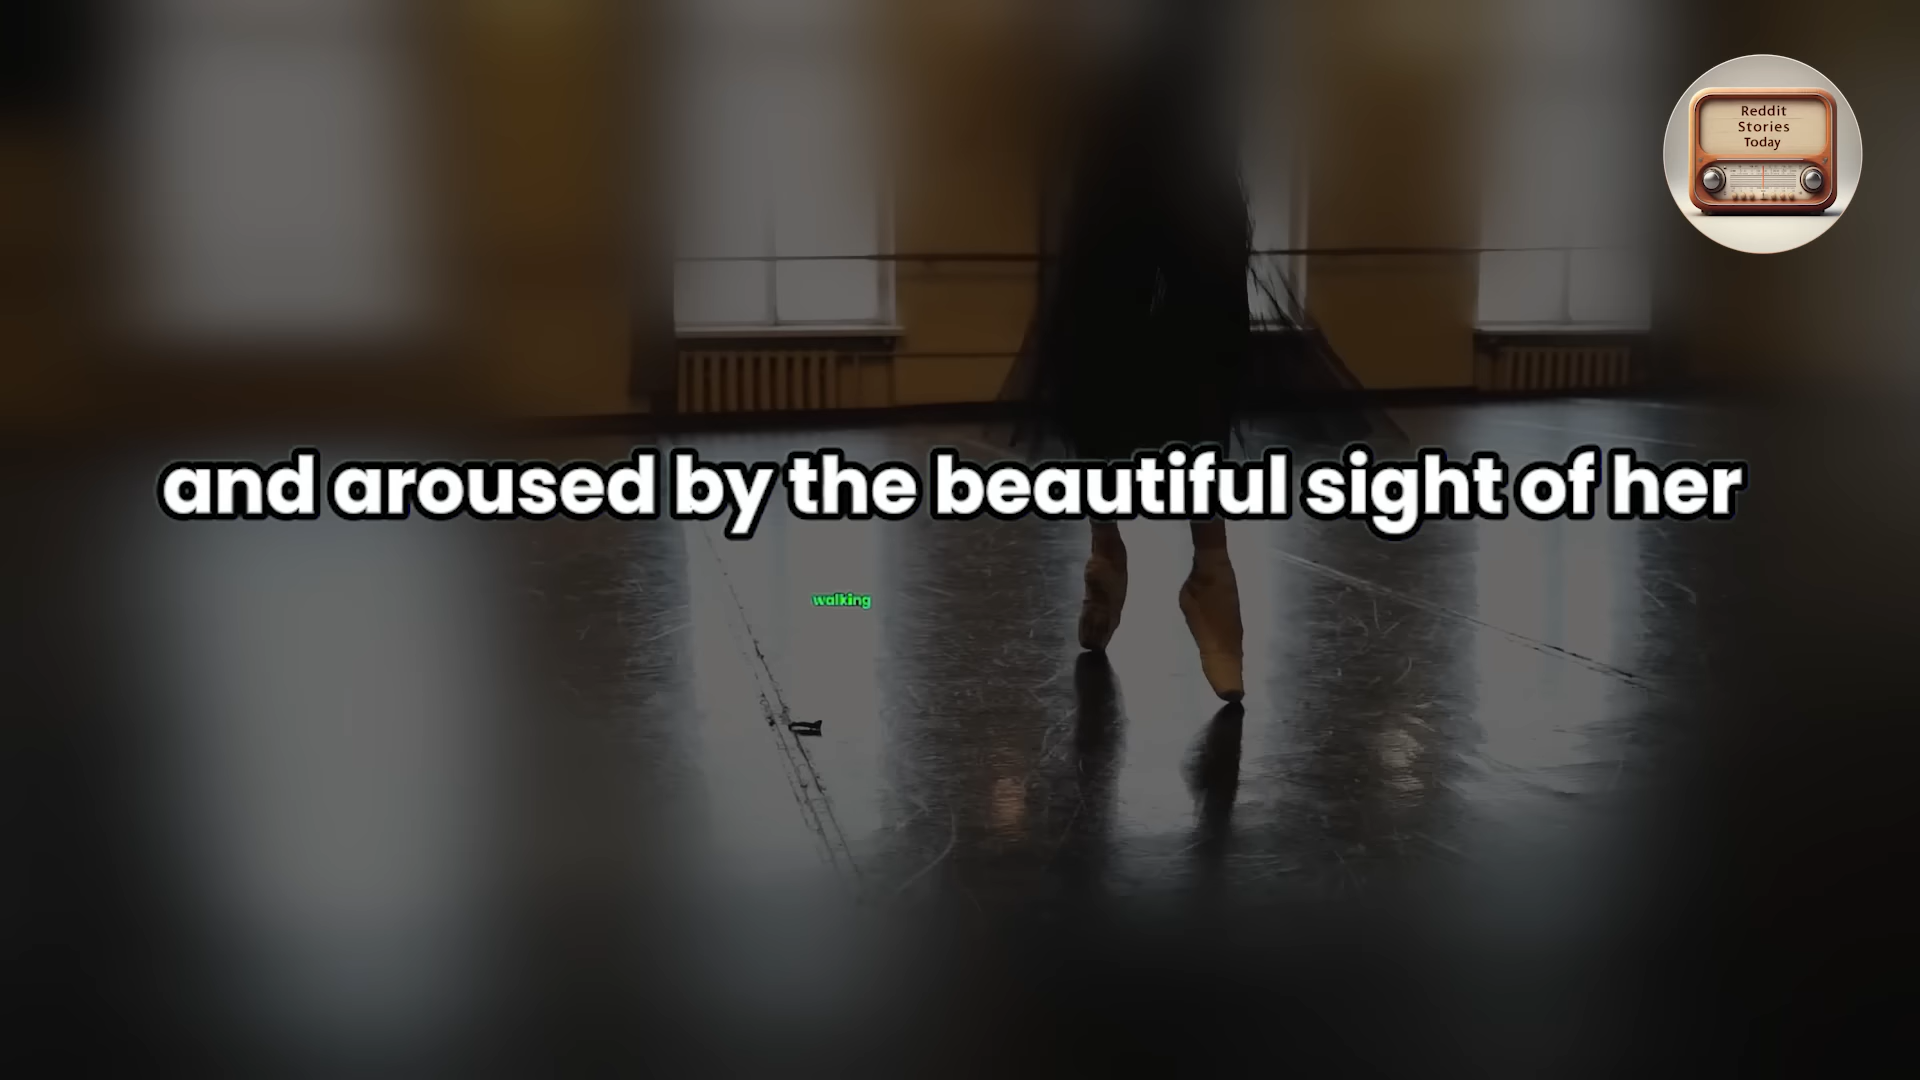 Reddit
Stories
Today
and aroused by the beautiful sight of her
walking